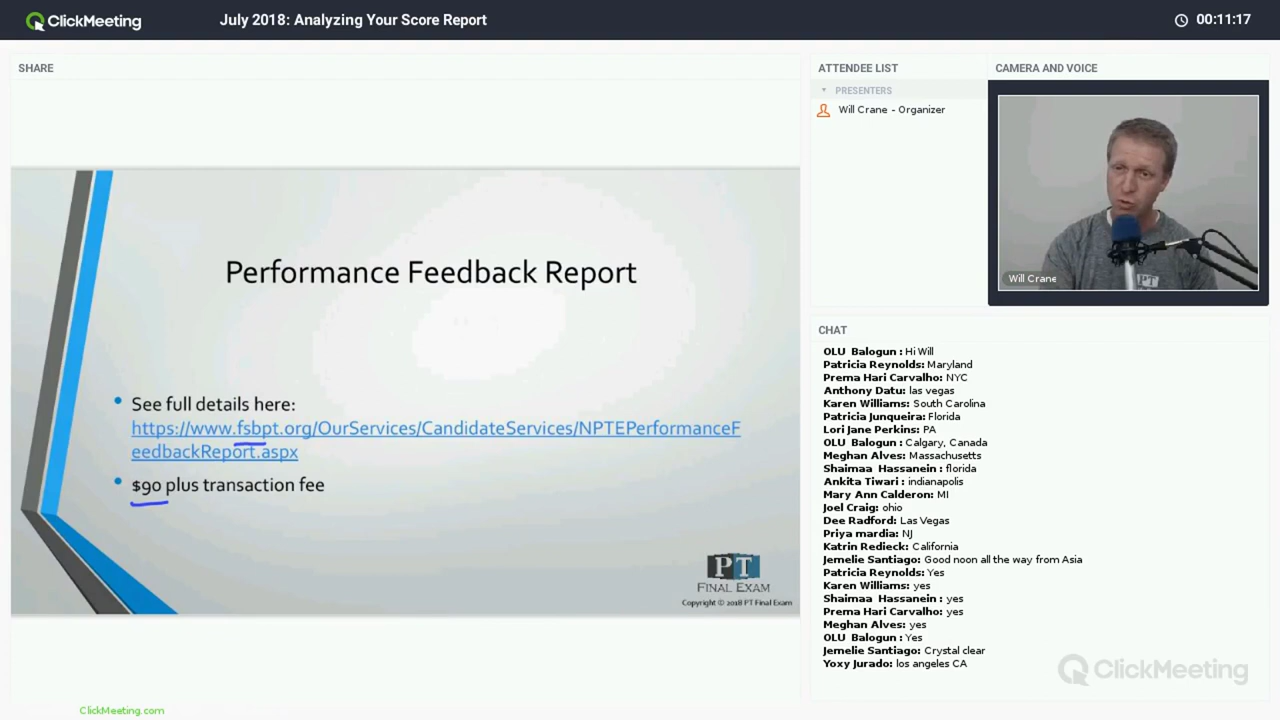 ClickMeeting
July 2018: Analyzing Your Score Report
00:11:17
SHARE
Performance Feedback Report
See full details here:
https://www.fsbpt.org/OurServices/CandidateServices/NPTEPerformanceF
eedbackReport.aspx
$90 plus transaction fee
PT
FINAL EXAM
Copyright © 2018 PT Final Exam
ClickMeeting.com
ATTENDEE LIST
PRESENTERS
Will Crane - Organizer
CAMERA AND VOICE
PT
Will Crane
CHAT
OLU Balogun : Hi Will
Patricia Reynolds: Maryland
Prema Hari Carvalho: NYC
Anthony Datu: las vegas
Karen Williams: South Carolina
Patricia Junqueira: Florida
Lori Jane Perkins: PA
OLU Balogun : Calgary, Canada
Meghan Alves: Massachusetts
Shaimaa Hassanein : florida
Ankita Tiwari : indianapolis
Mary Ann Calderon: MI
Joel Craig: ohio
Dee Radford: Las Vegas
Priya mardia: NJ
Katrin Redieck: California
Jemelie Santiago: Good noon all the way from Asia
Patricia Reynolds: Yes
Karen Williams: yes
Shaimaa Hassanein : yes
Prema Hari Carvalho: yes
Meghan Alves: yes
OLU Balogun : Yes
Jemelie Santiago: Crystal clear
Yoxy Jurado: los angeles CA
ClickMeeting